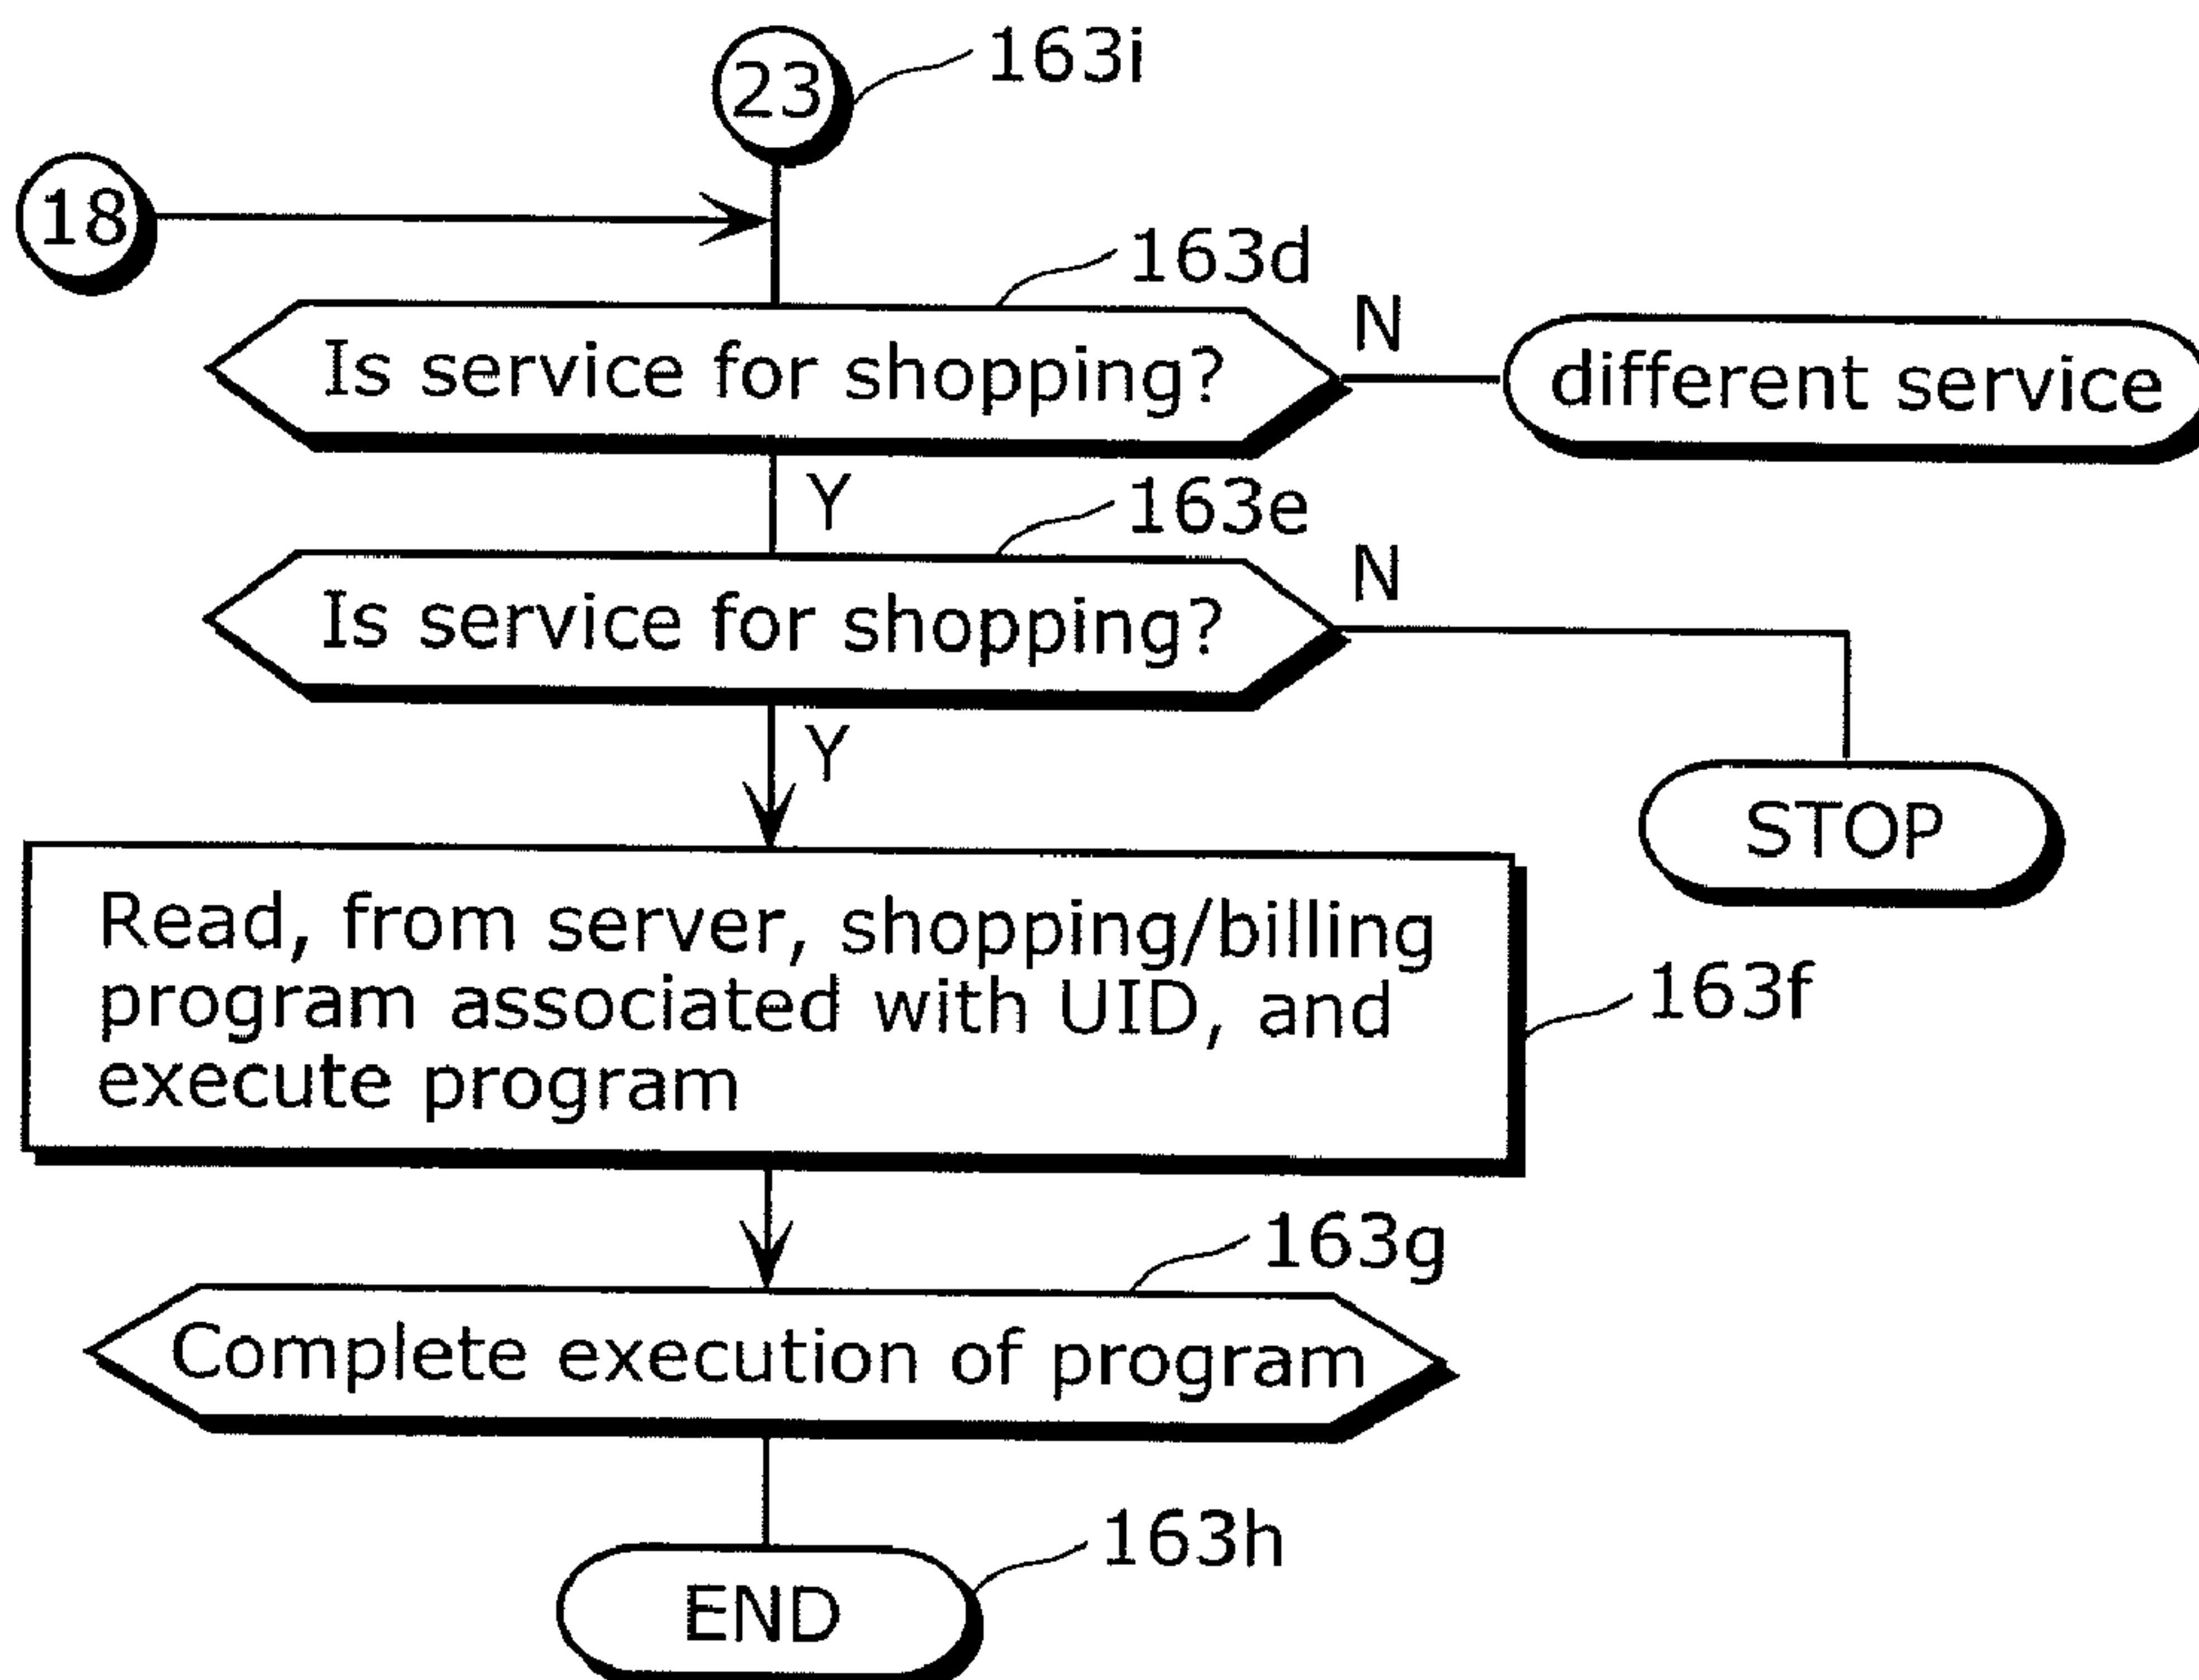 23
163i
18
163d
Is service for shopping?
N
different service
Y
163e
Is service for shopping?
N
Y
STOP
Read, from server, shopping/billing
program associated with UID, and
execute program
163f
163g
Complete execution of program
163h
END